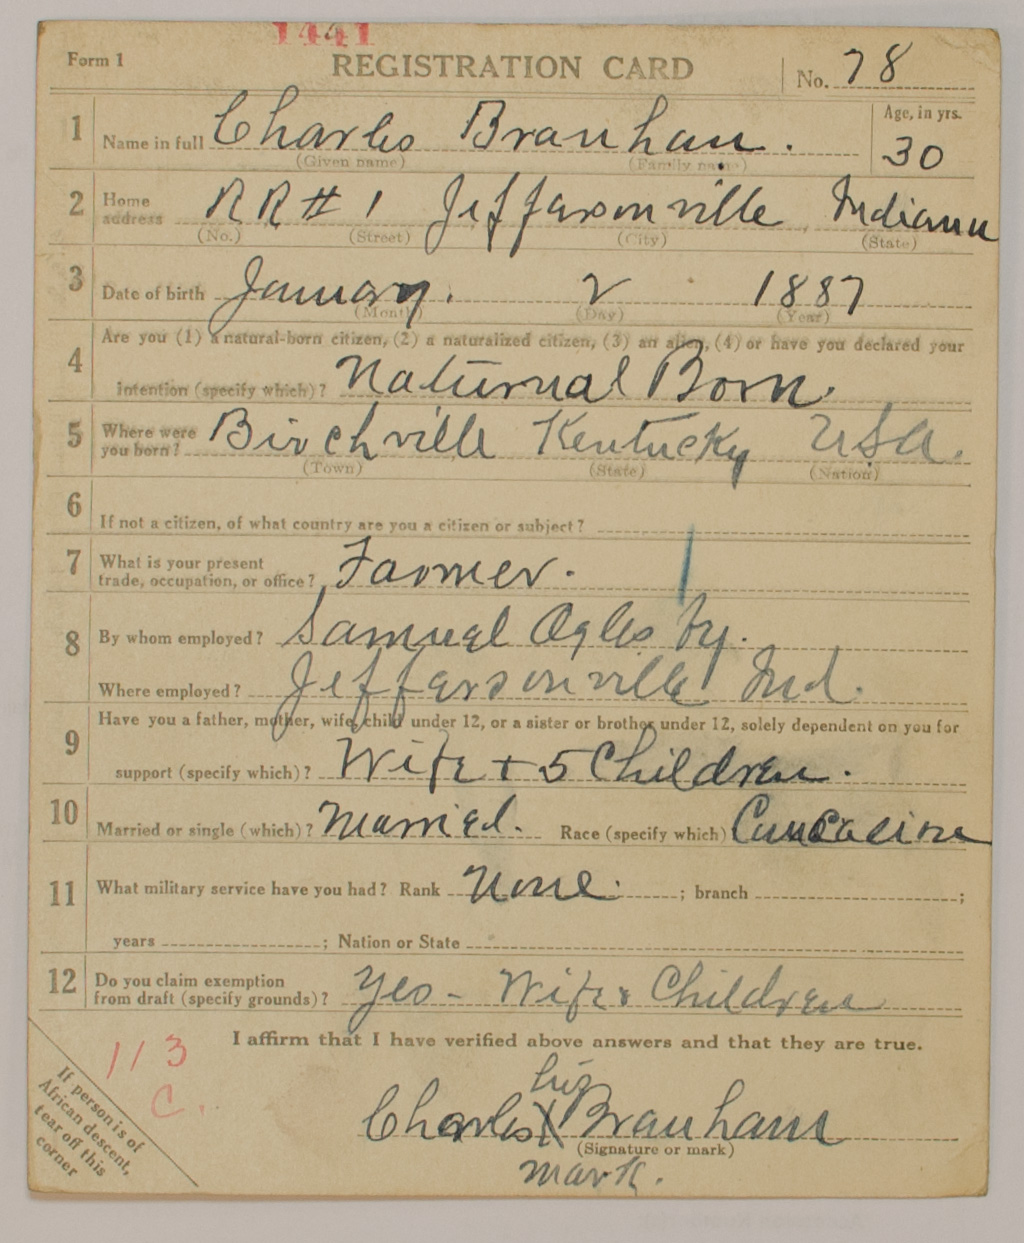 1441
Form 1 REGISTRATION CARD No. 78
1 Name in full Charles Branham. Age, in yrs. 30
(Given name) (Family name)
2 Home address RR # 1 Jeffersonville Indiana
(No.) (Street) (City) (State)
3 Date of birth January. 2 1887
(Month) (Day) (Year)
4 Are you (1) a natural-born citizen, (2) a naturalized citizen, (3) an alien, (4) or have you declared your
intention (specify which)? Naturual Born.
5 Where were you born? Birchville Kentucky USA.
(Town) (State) (Nation)
6 If not a citizen, of what country are you a citizen or subject?
7 What is your present trade, occupation, or office? Farmer.
8 By whom employed? Samuel Oglesby.
Where employed? Jeffersonville Ind.
9 Have you a father, mother, wife, child under 12, or a sister or brother under 12, solely dependent on you for
support (specify which)? Wife + 5 Children.
10 Married or single (which)? Married. Race (specify which) Caucasion
11 What military service have you had? Rank None. ; branch ;
years ; Nation or State
12 Do you claim exemption from draft (specify grounds)? Yes - Wife & Children
I affirm that I have verified above answers and that they are true.
113
C.
his
Charles X Branham
(Signature or mark)
mark.
If person is of
African descent,
tear off this
corner